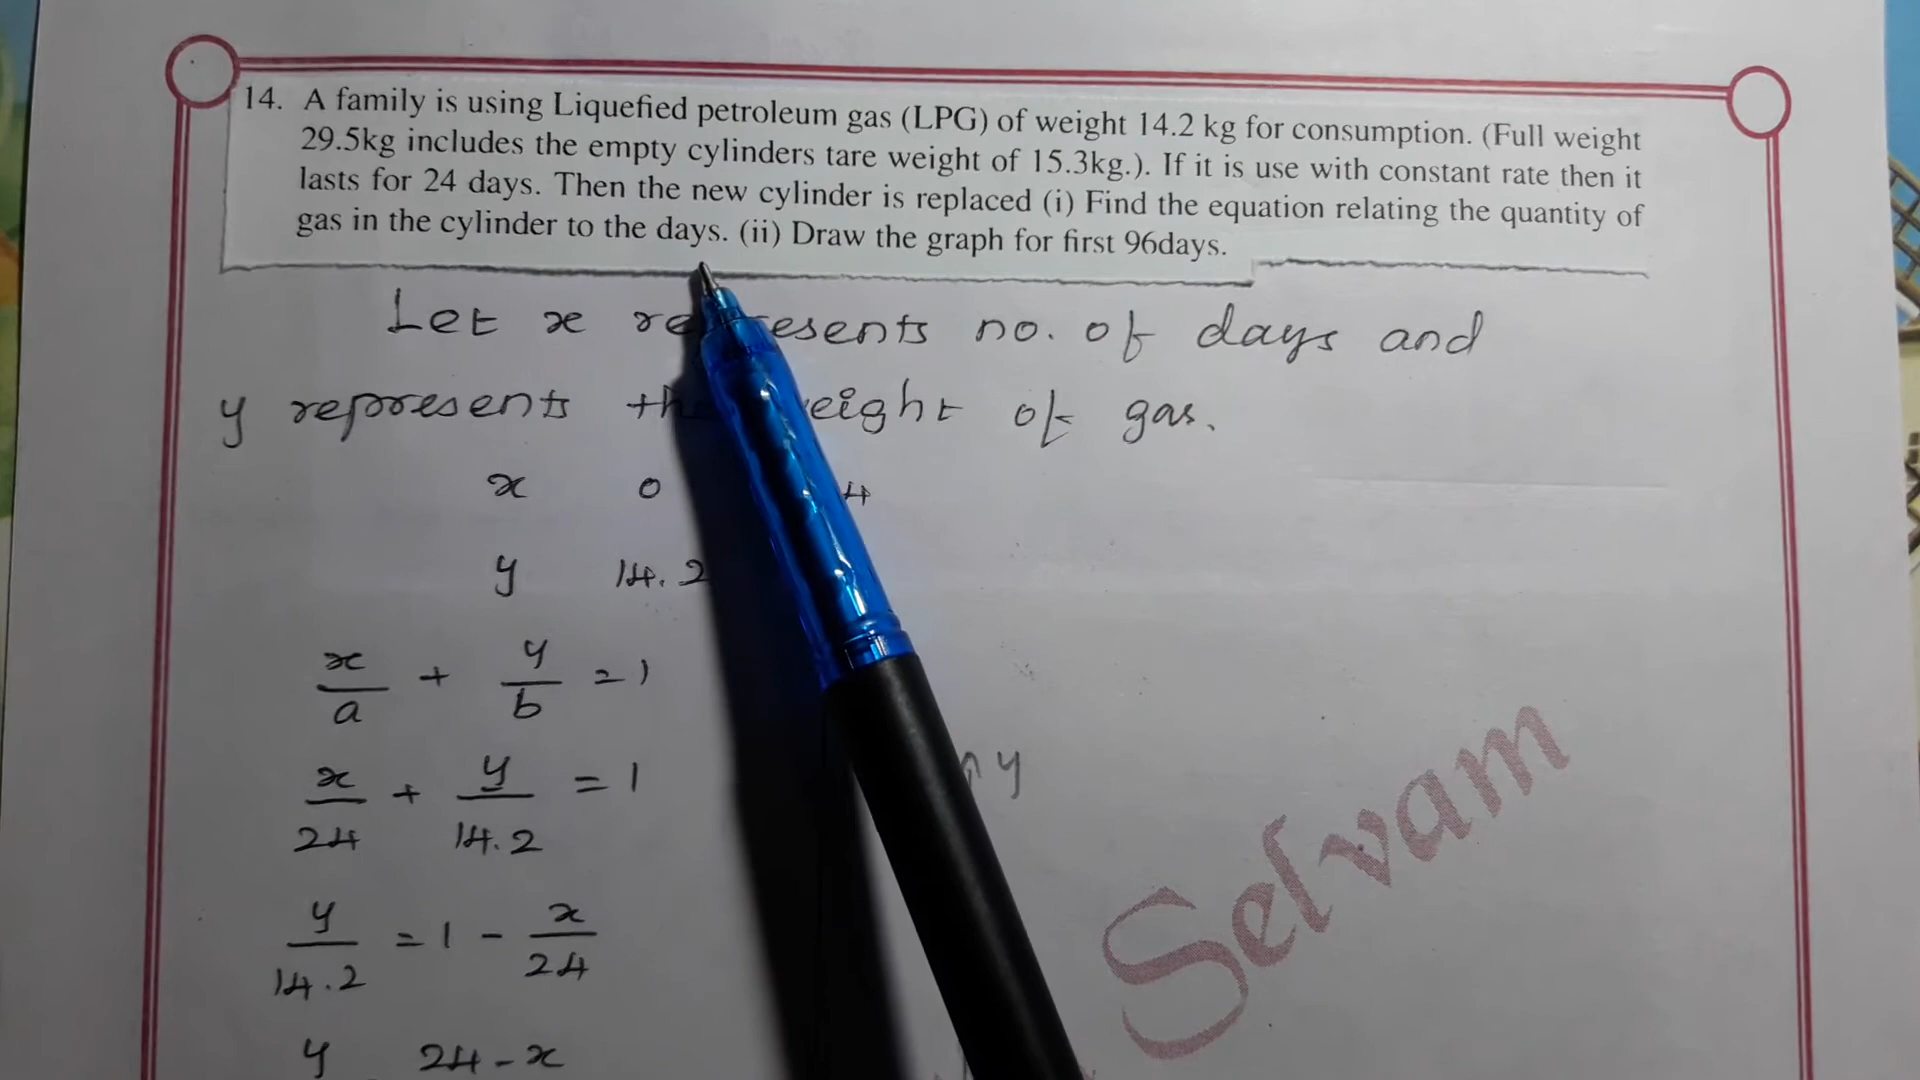 14. A family is using Liquefied petroleum gas (LPG) of weight 14.2 kg for consumption. (Full weight
29.5kg includes the empty cylinders tare weight of 15.3kg.). If it is use with constant rate then it
lasts for 24 days. Then the new cylinder is replaced (i) Find the equation relating the quantity of
gas in the cylinder to the days. (ii) Draw the graph for first 96days.
Let x represents no. of days and
y represents the weight of gas.
x 0 4
y 14.2
x/a + y/b = 1
x/24 + y/14.2 = 1
y
y/14.2 = 1 - x/24
y 24 - x
Selvam